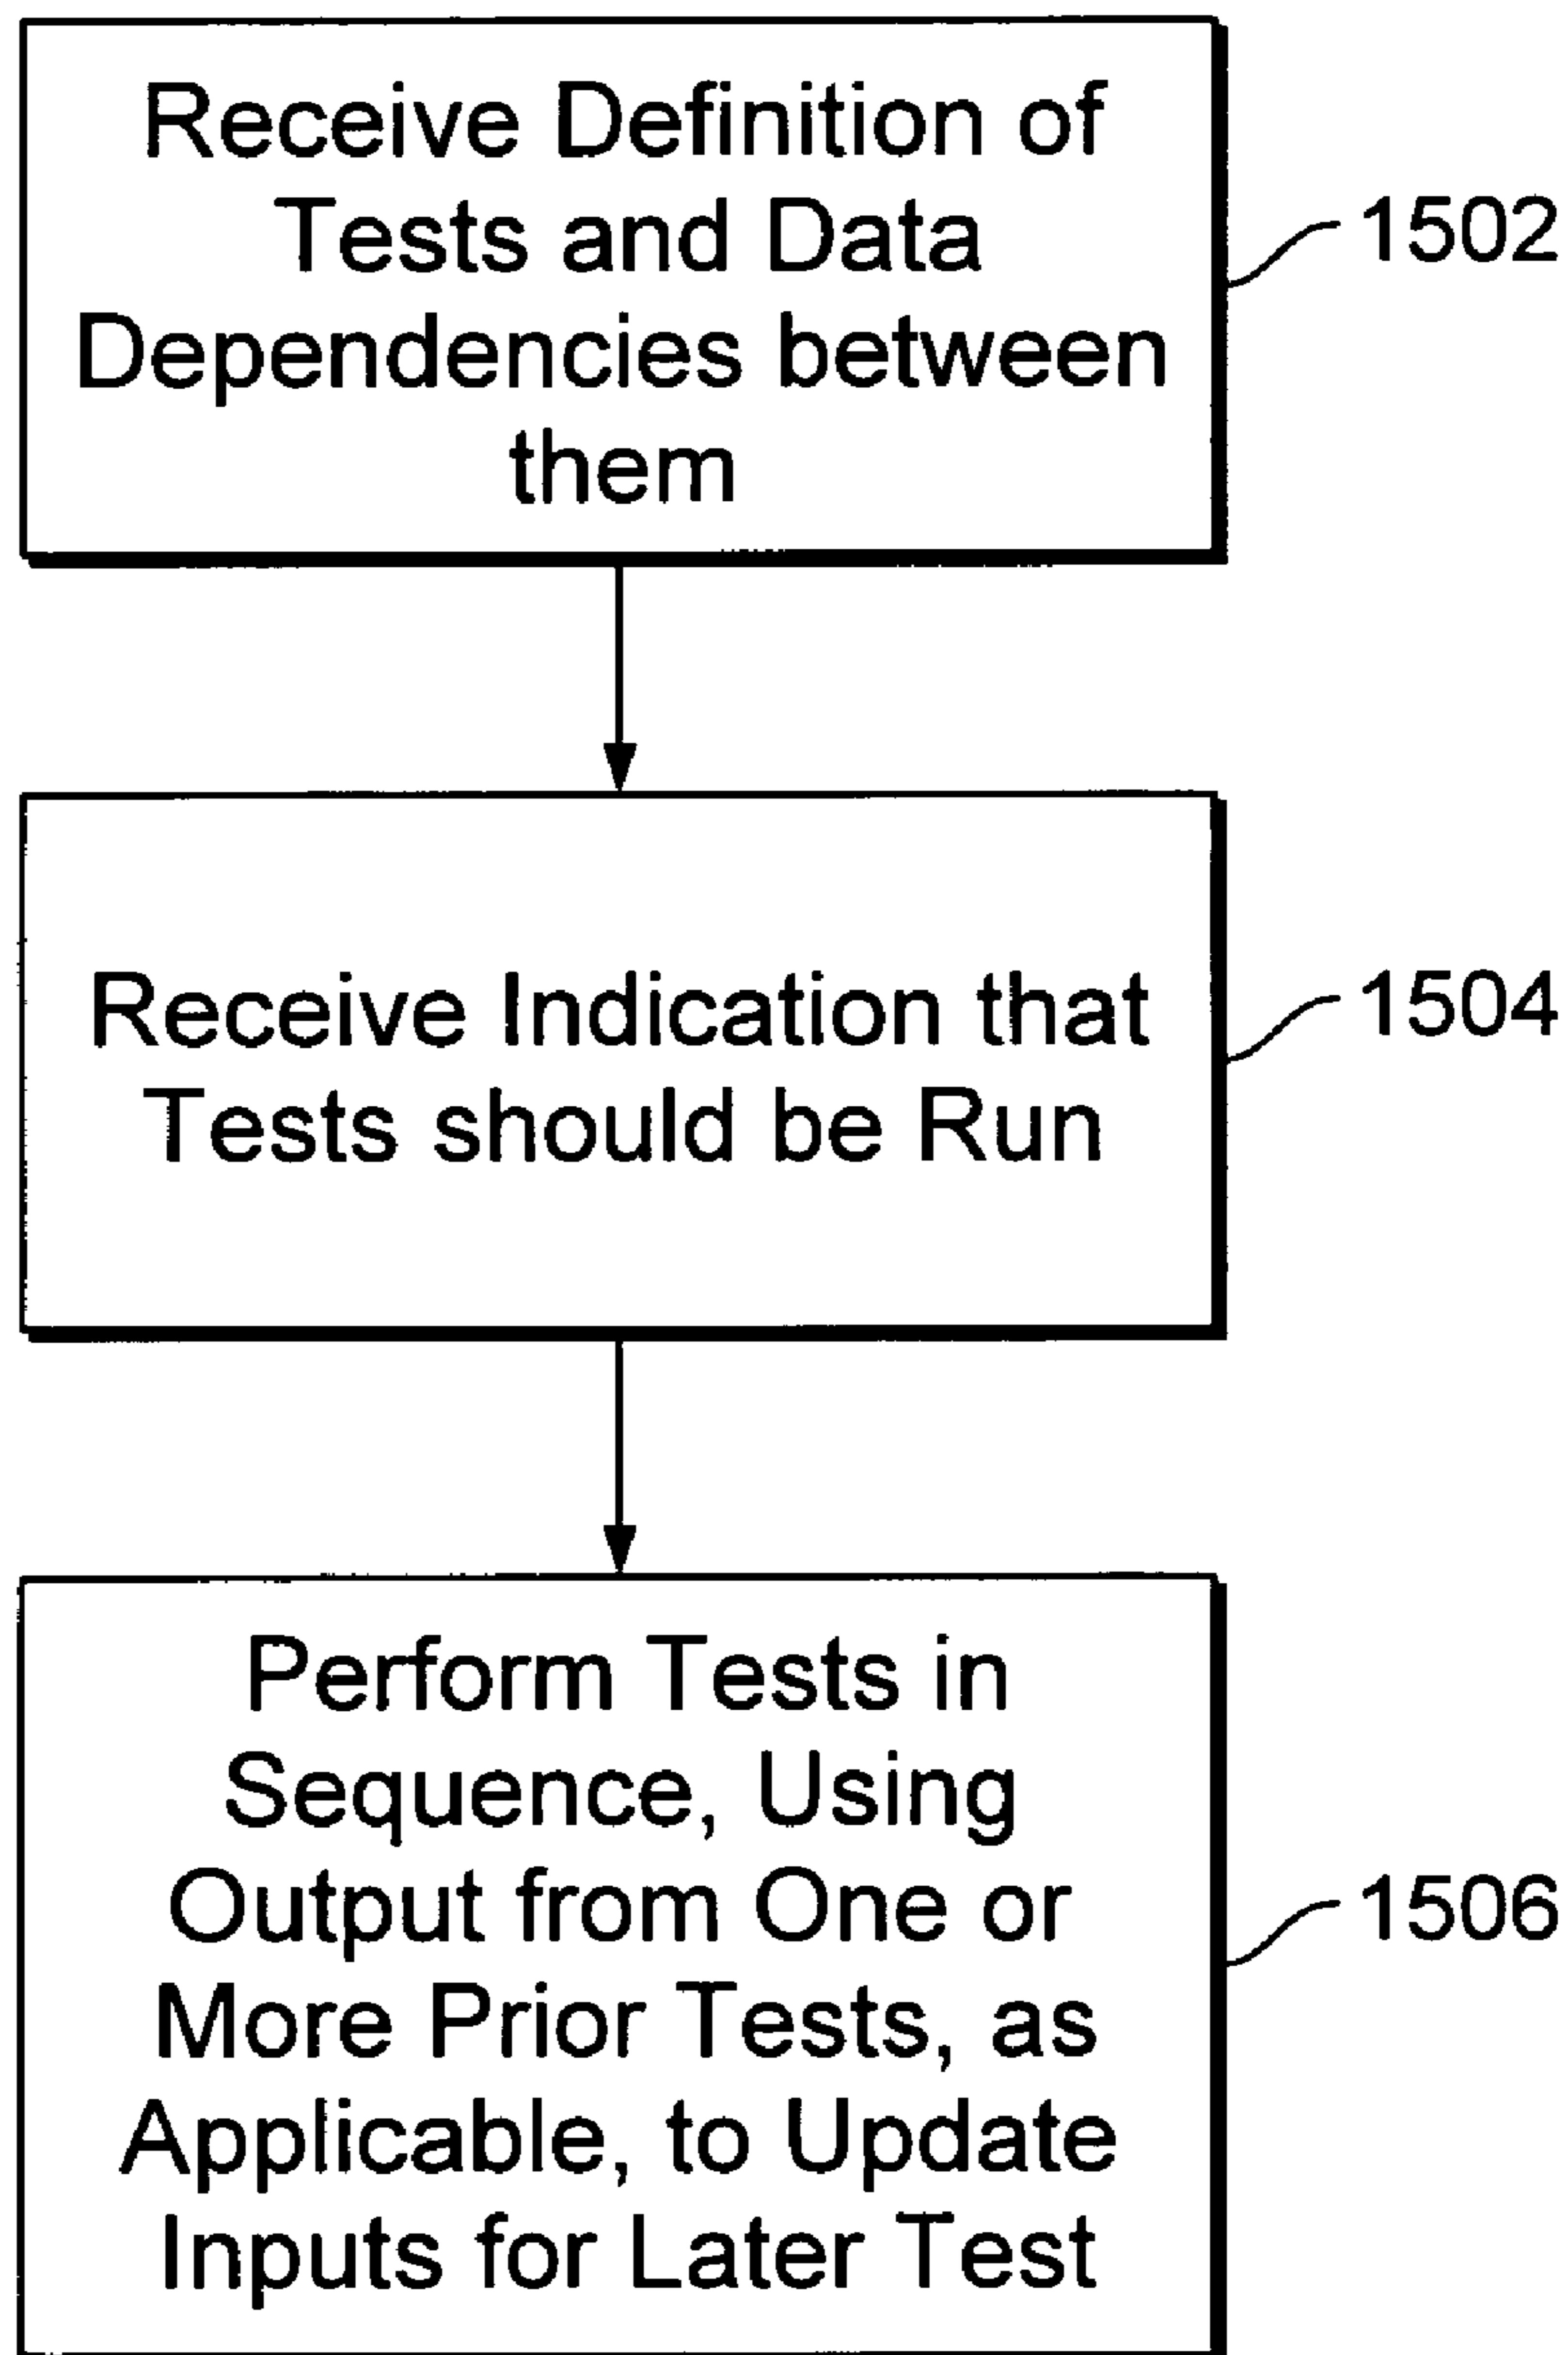 Receive Definition of
Tests and Data
Dependencies between
them
1502
Receive Indication that
Tests should be Run
1504
Perform Tests in
Sequence, Using
Output from One or
More Prior Tests, as
Applicable, to Update
Inputs for Later Test
1506